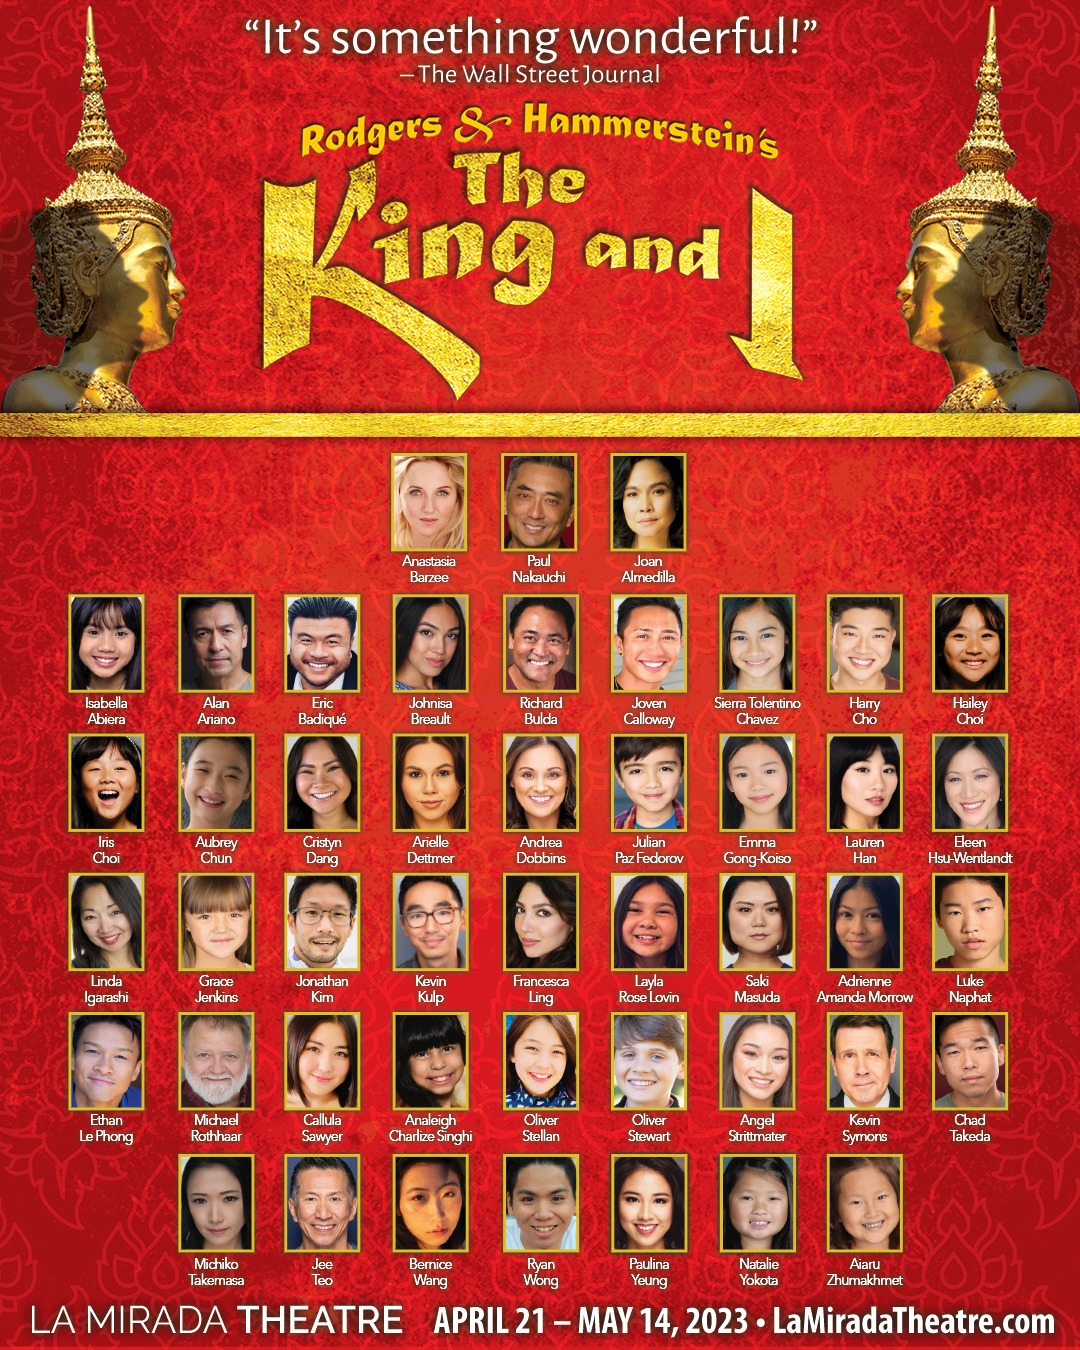 “It’s something wonderful!”
– The Wall Street Journal
Rodgers & Hammerstein’s
The
King and I
Anastasia Barzee
Paul Nakauchi
Joan Almedilla
Isabella Abiera
Alan Ariano
Eric Badiqué
Johnisa Breault
Richard Bulda
Joven Calloway
Sierra Tolentino Chavez
Harry Cho
Hailey Choi
Iris Choi
Aubrey Chun
Cristyn Dang
Arielle Dettmer
Andrea Dobbins
Julian Paz Fedorov
Emma Gong-Koiso
Lauren Han
Eileen Hsu-Wentlandt
Linda Igarashi
Grace Jenkins
Jonathan Kim
Kevin Kulp
Francesca Ling
Layla Rose Lovin
Saki Masuda
Adrienne Amanda Morrow
Luke Naphat
Ethan Le Phong
Michael Rothhaar
Callula Sawyer
Analeigh Charlize Singhi
Oliver Stellan
Oliver Stewart
Angel Strittmater
Kevin Symons
Chad Takeda
Michiko Takemasa
Jee Teo
Bernice Wang
Ryan Wong
Paulina Yeung
Natalie Yokota
Aiaru Zhumakhmet
LA MIRADA THEATRE APRIL 21 – MAY 14, 2023 • LaMiradaTheatre.com